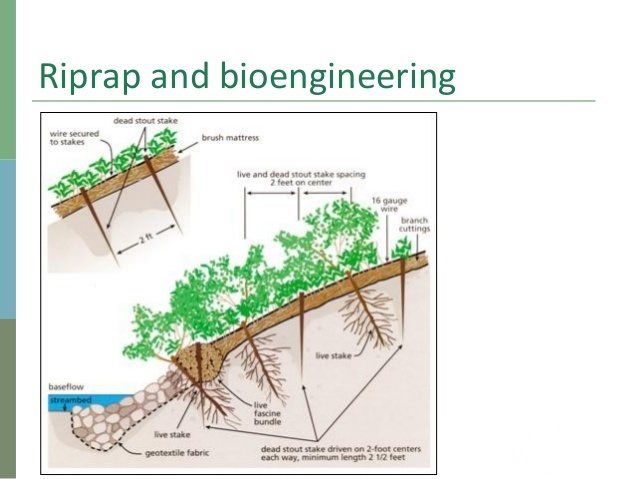 Riprap and bioengineering
dead stout stake
wire secured
to stakes
brush mattress
live and dead stout stake spacing
2 feet on center
16 gauge
wire
branch
cuttings
2 ft
live stake
baseflow
streambed
live
fascine
bundle
live stake
geotextile fabric
dead stout stake driven on 2-foot centers
each way, minimum length 2 1/2 feet